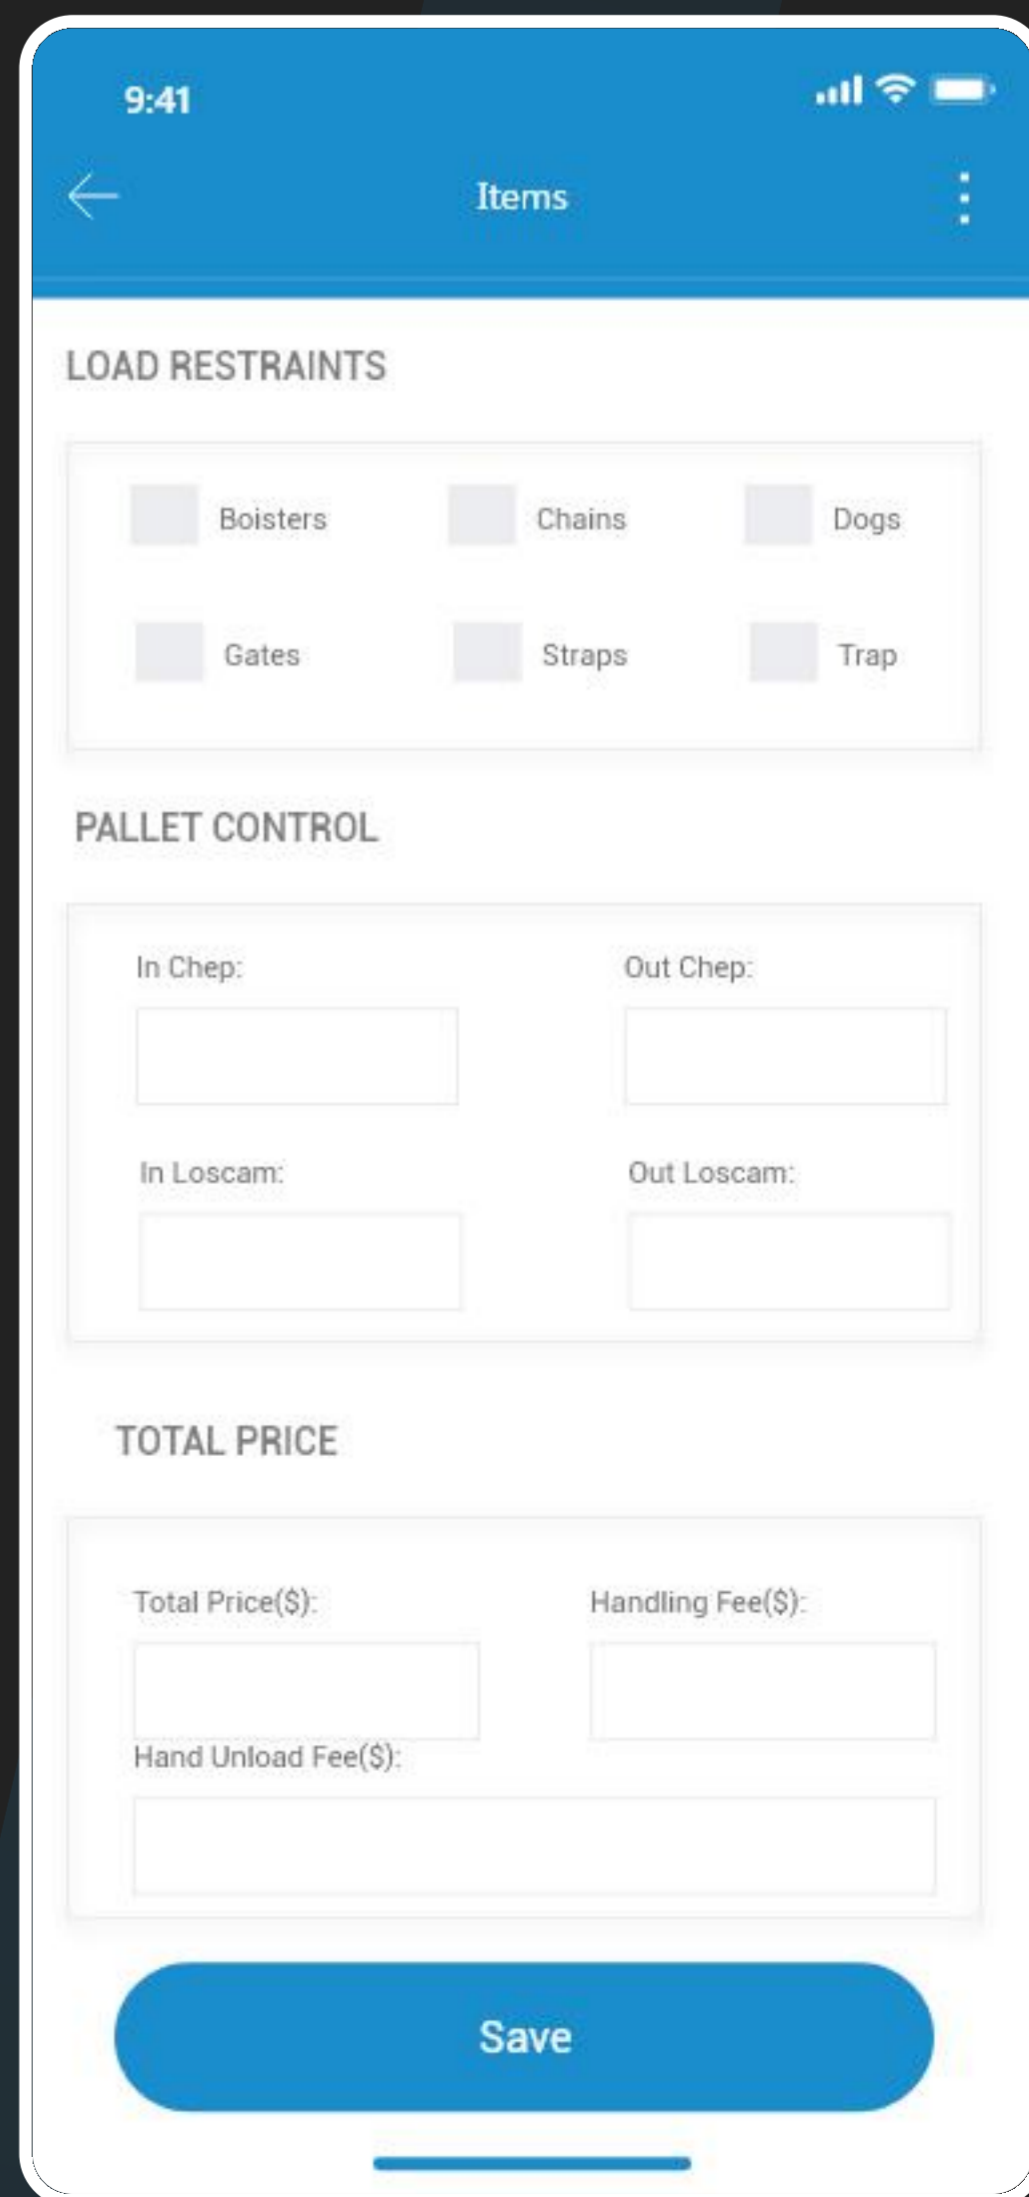 9:41
Items
LOAD RESTRAINTS
Boisters Chains Dogs
Gates Straps Trap
PALLET CONTROL
In Chep: Out Chep:
In Loscam: Out Loscam:
TOTAL PRICE
Total Price($): Handling Fee($):
Hand Unload Fee($):
Save